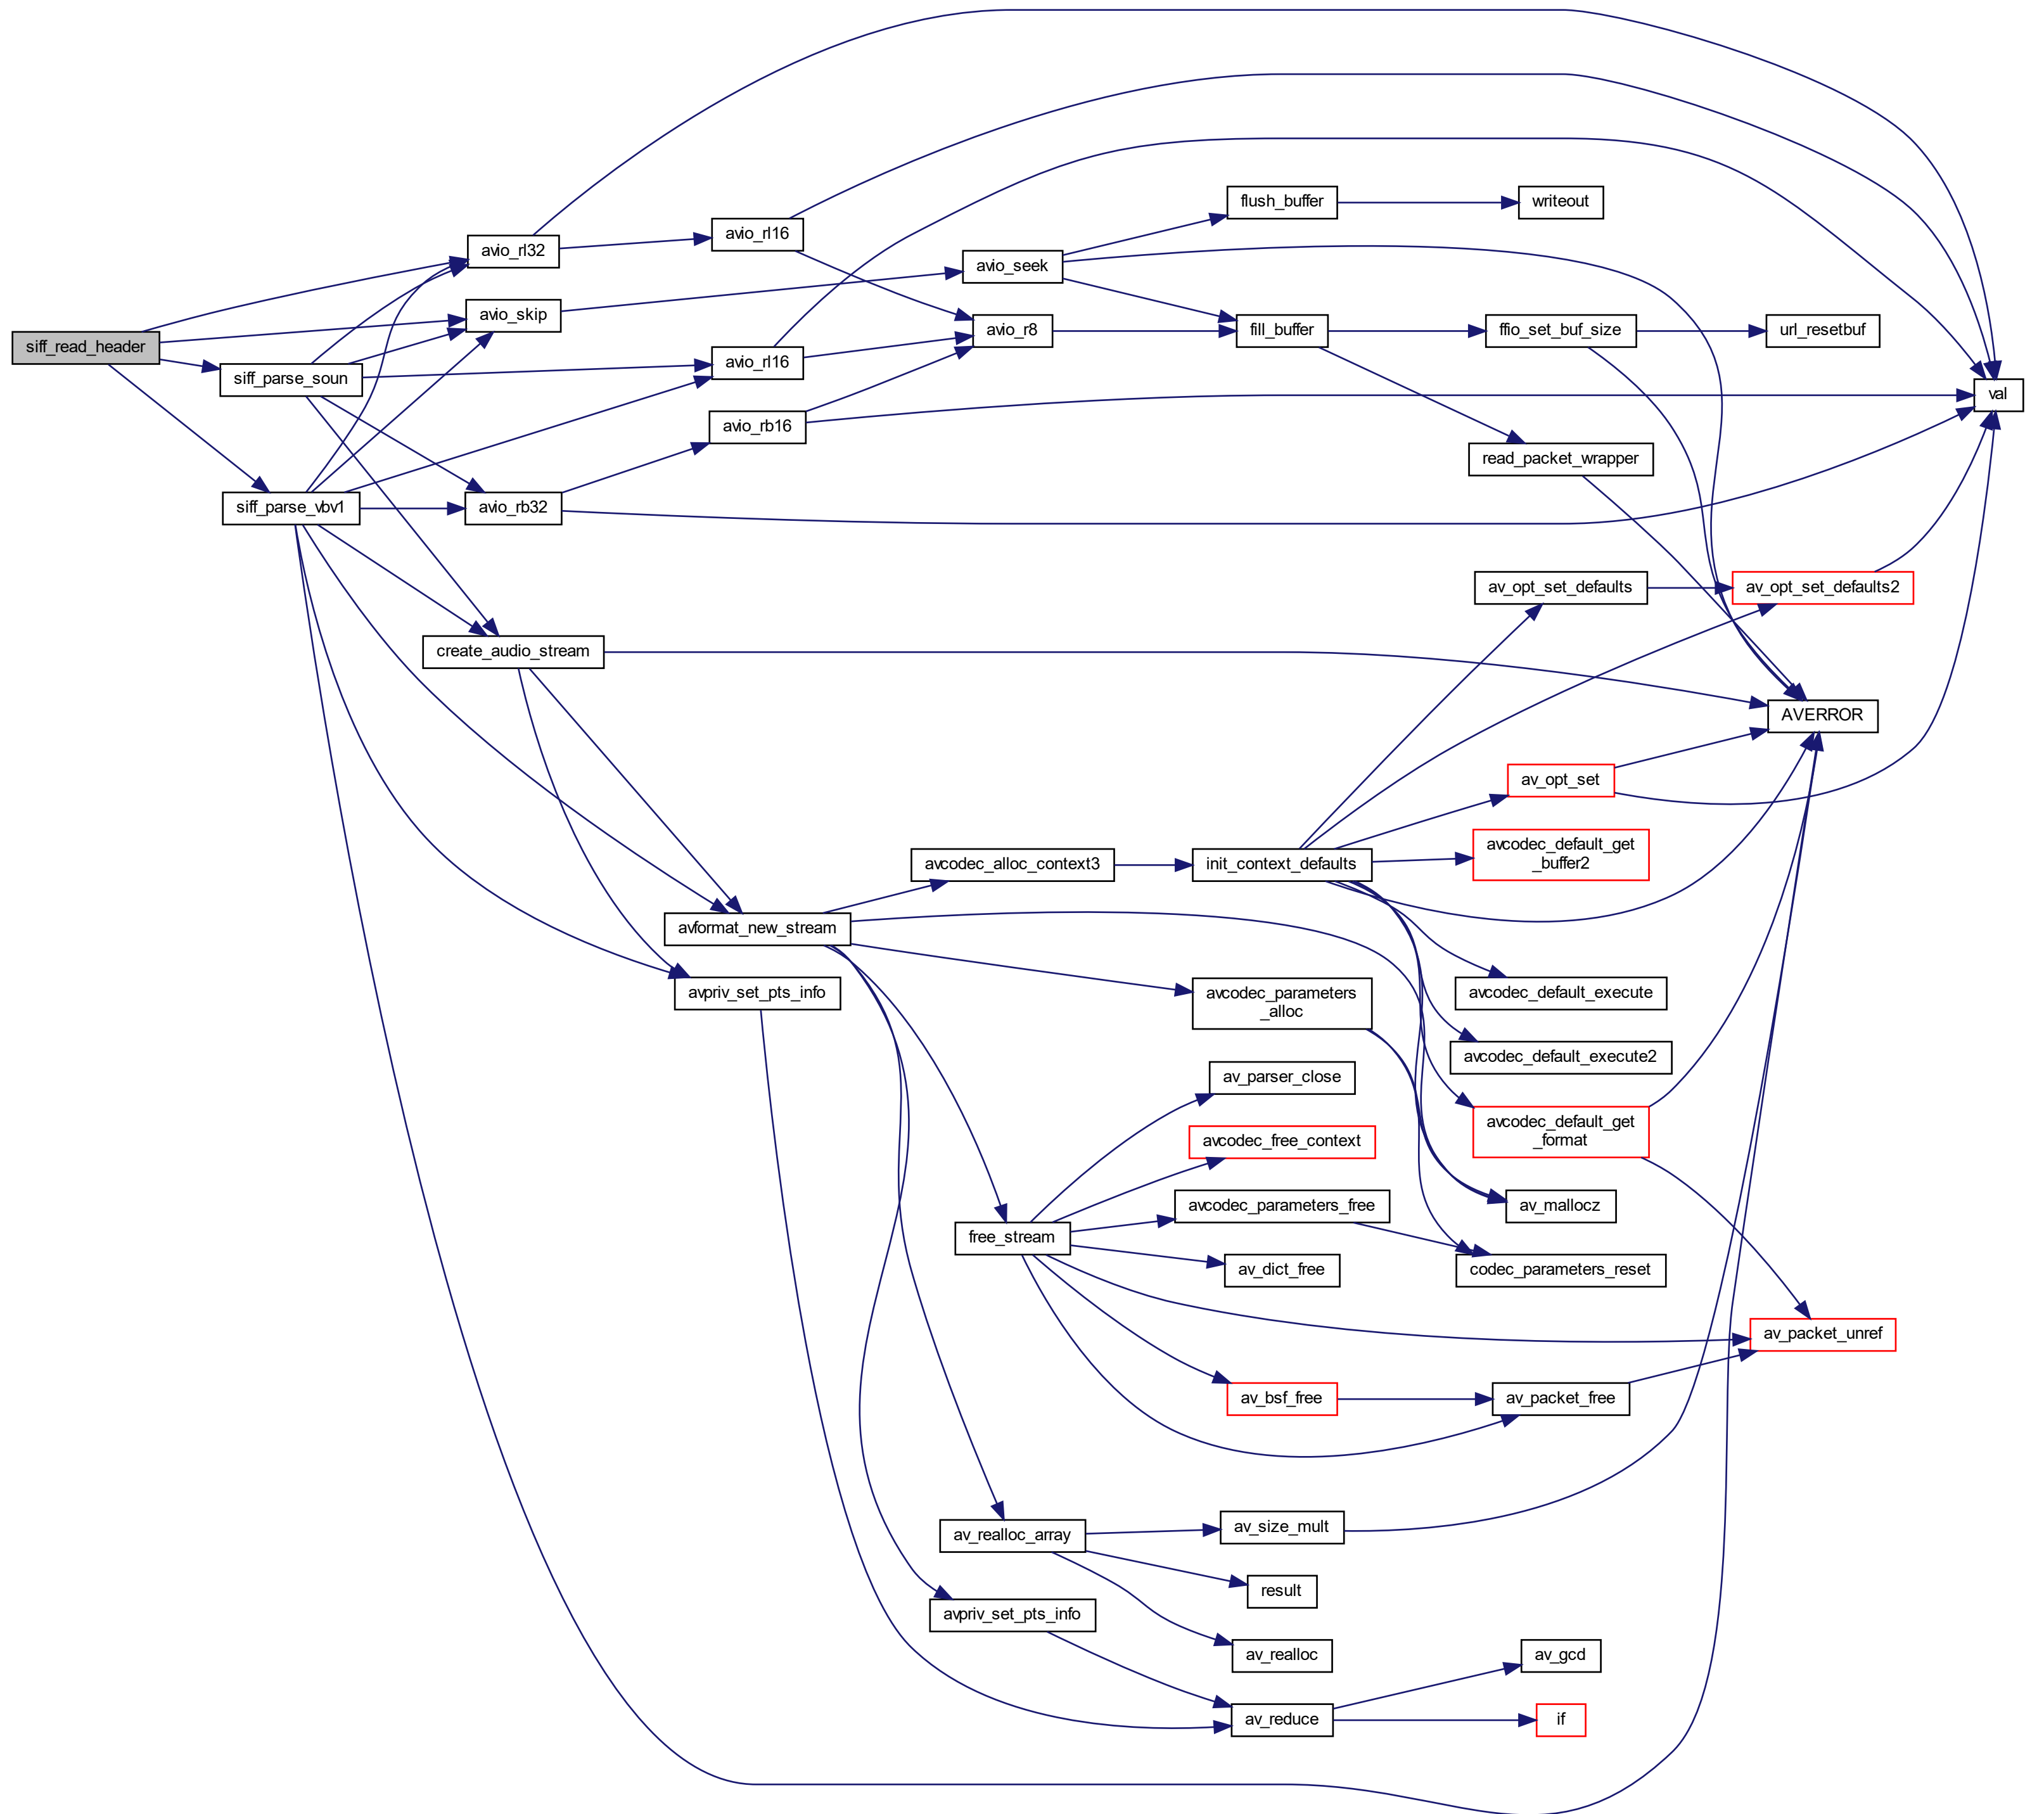 siff_read_header
siff_parse_soun
siff_parse_vbv1
avio_rl32
avio_skip
avio_rb32
create_audio_stream
avio_rl16
avio_rl16
avio_rb16
avformat_new_stream
avpriv_set_pts_info
avio_seek
avio_r8
avcodec_alloc_context3
free_stream
av_realloc_array
avpriv_set_pts_info
flush_buffer
fill_buffer
init_context_defaults
avcodec_parameters
_alloc
av_parser_close
avcodec_free_context
avcodec_parameters_free
av_dict_free
av_bsf_free
av_size_mult
result
av_realloc
av_reduce
writeout
ffio_set_buf_size
read_packet_wrapper
av_opt_set_defaults
av_opt_set
avcodec_default_get
_buffer2
avcodec_default_execute
avcodec_default_execute2
avcodec_default_get
_format
av_mallocz
codec_parameters_reset
av_packet_free
av_gcd
if
url_resetbuf
av_opt_set_defaults2
AVERROR
av_packet_unref
val